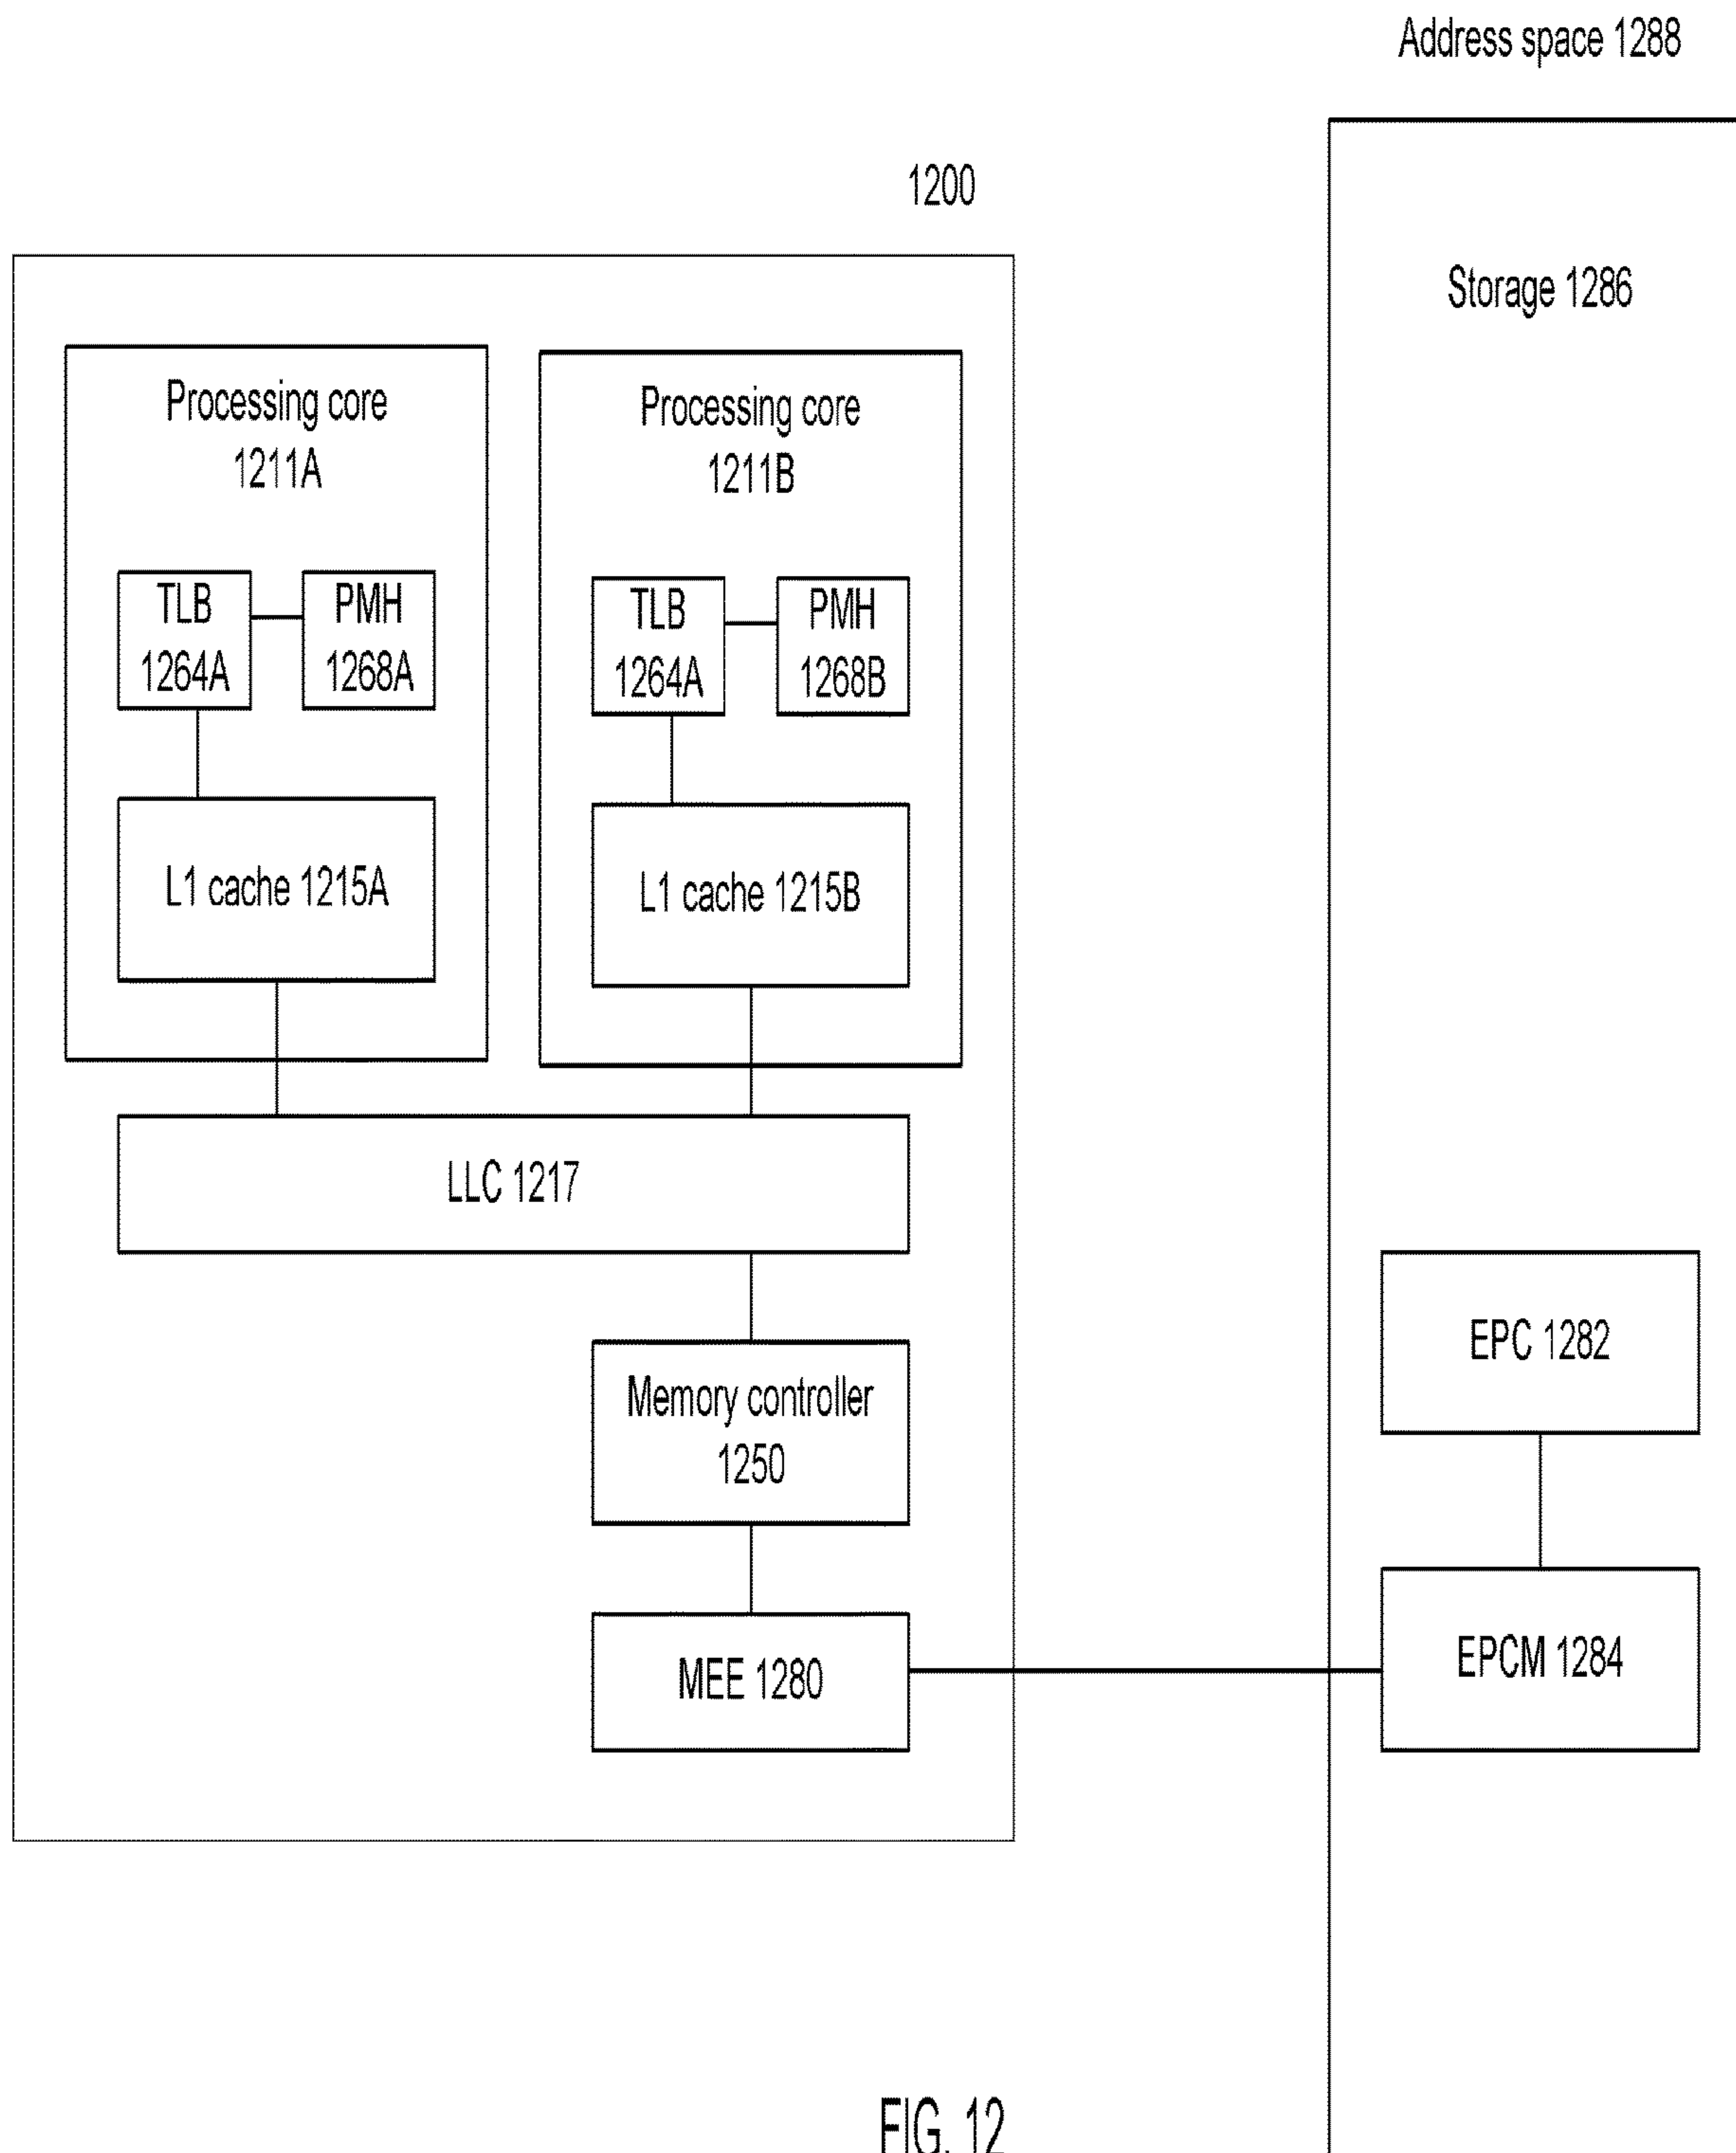 Address space 1288
1200
Storage 1286
Processing core
1211A
Processing core
1211B
TLB
1264A
PMH
1268A
TLB
1264A
PMH
1268B
L1 cache 1215A
L1 cache 1215B
LLC 1217
Memory controller
1250
EPC 1282
MEE 1280
EPCM 1284
FIG. 12